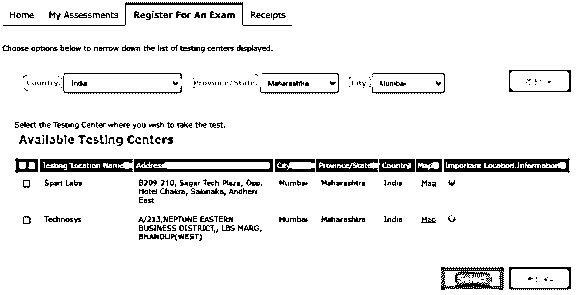 Home My Assessments Register For An Exam Receipts
Choose options below to narrow down the list of testing centers displayed.
Country: India Province/State: Maharashtra City: Mumbai
Select the Testing Center where you wish to take the test.
Available Testing Centers
Testing Location Name Address City Province/State Country Map Important Location Information
Spart Labs B209 210, Sagar Tech Plaza, Opp. Mumbai Maharashtra India Map
Hotel Chakra, Sakinaka, Andheri
East
Technosys A/213,NEPTUNE EASTERN Mumbai Maharashtra India Map
BUSINESS DISTRICT,, LBS MARG,
BHANDUP(WEST)